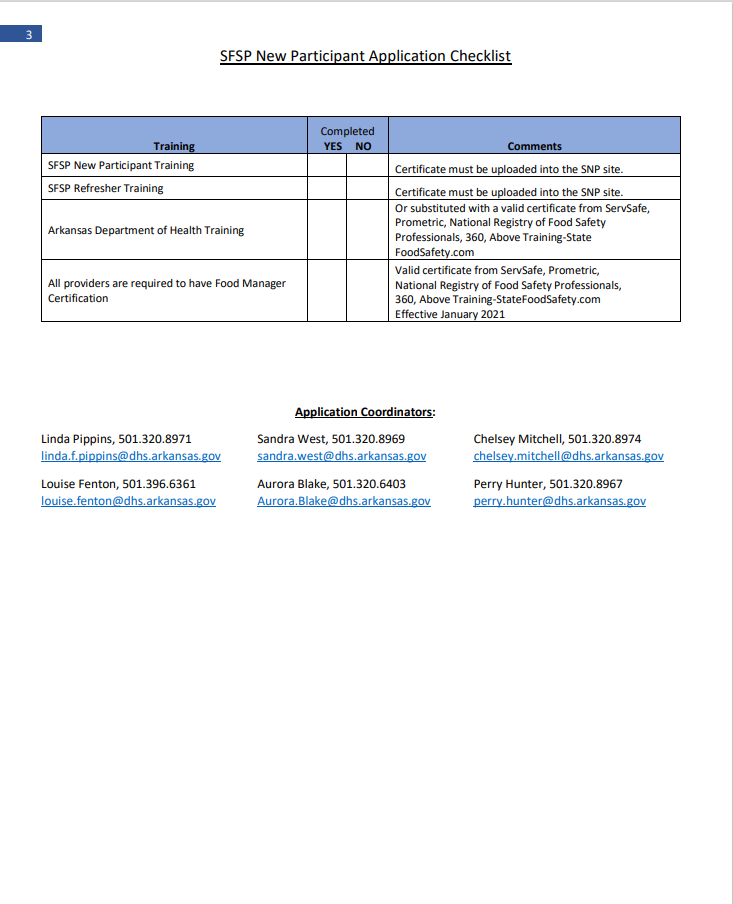 3
SFSP New Participant Application Checklist
Completed
Training YES NO Comments
SFSP New Participant Training
Certificate must be uploaded into the SNP site.
SFSP Refresher Training
Certificate must be uploaded into the SNP site.
Arkansas Department of Health Training
Or substituted with a valid certificate from ServSafe,
Prometric, National Registry of Food Safety
Professionals, 360, Above Training-State
FoodSafety.com
All providers are required to have Food Manager
Certification
Valid certificate from ServSafe, Prometric,
National Registry of Food Safety Professionals,
360, Above Training-StateFoodSafety.com
Effective January 2021
Application Coordinators:
Linda Pippins, 501.320.8971 Sandra West, 501.320.8969 Chelsey Mitchell, 501.320.8974
linda.f.pippins@dhs.arkansas.gov sandra.west@dhs.arkansas.gov chelsey.mitchell@dhs.arkansas.gov
Louise Fenton, 501.396.6361 Aurora Blake, 501.320.6403 Perry Hunter, 501.320.8967
louise.fenton@dhs.arkansas.gov Aurora.Blake@dhs.arkansas.gov perry.hunter@dhs.arkansas.gov